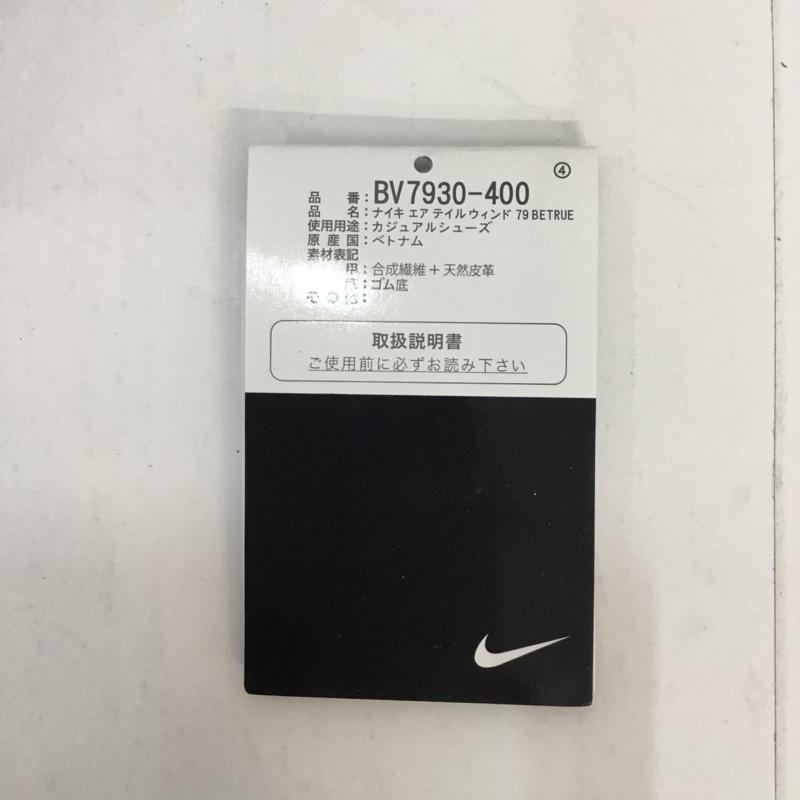 ④
品番：BV7930-400
品名：ナイキ エア テイルウィンド 79 BETRUE
使用用途：カジュアルシューズ
原産国：ベトナム
素材表記
甲：合成繊維＋天然皮革
底：ゴム底
その他：
取扱説明書
ご使用前に必ずお読み下さい